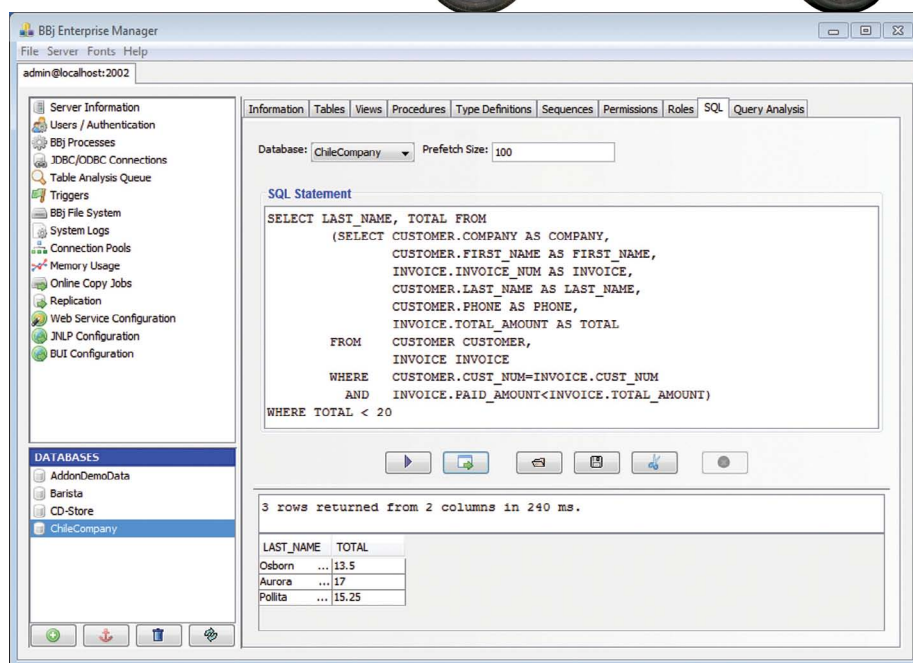 BBj Enterprise Manager
File Server Fonts Help
admin@localhost:2002
Server Information
Users / Authentication
BBj Processes
JDBC/ODBC Connections
Table Analysis Queue
Triggers
BBj File System
System Logs
Connection Pools
Memory Usage
Online Copy Jobs
Replication
Web Service Configuration
JNLP Configuration
BUI Configuration
DATABASES
AddonDemoData
Barista
CD-Store
ChileCompany
Information Tables Views Procedures Type Definitions Sequences Permissions Roles SQL Query Analysis
Database: ChileCompany Prefetch Size: 100
SQL Statement
SELECT LAST_NAME, TOTAL FROM
(SELECT CUSTOMER.COMPANY AS COMPANY,
CUSTOMER.FIRST_NAME AS FIRST_NAME,
INVOICE.INVOICE_NUM AS INVOICE,
CUSTOMER.LAST_NAME AS LAST_NAME,
CUSTOMER.PHONE AS PHONE,
INVOICE.TOTAL_AMOUNT AS TOTAL
FROM CUSTOMER CUSTOMER,
INVOICE INVOICE
WHERE CUSTOMER.CUST_NUM=INVOICE.CUST_NUM
AND INVOICE.PAID_AMOUNT<INVOICE.TOTAL_AMOUNT)
WHERE TOTAL < 20
3 rows returned from 2 columns in 240 ms.
LAST_NAME TOTAL
Osborn ... 13.5
Aurora ... 17
Pollita ... 15.25